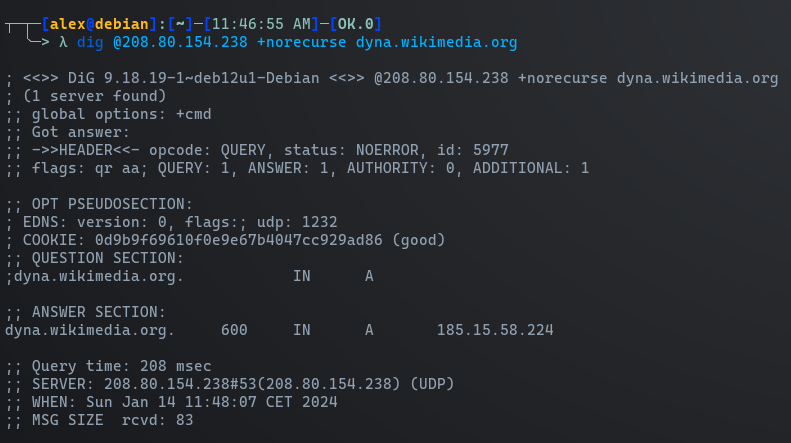 [alex@debian]:[~]─[11:46:55 AM]─[OK.0]
╰─> λ dig @208.80.154.238 +norecurse dyna.wikimedia.org
; <<>> DiG 9.18.19-1~deb12u1-Debian <<>> @208.80.154.238 +norecurse dyna.wikimedia.org
; (1 server found)
;; global options: +cmd
;; Got answer:
;; ->>HEADER<<- opcode: QUERY, status: NOERROR, id: 5977
;; flags: qr aa; QUERY: 1, ANSWER: 1, AUTHORITY: 0, ADDITIONAL: 1
;; OPT PSEUDOSECTION:
; EDNS: version: 0, flags:; udp: 1232
; COOKIE: 0d9b9f69610f0e9e67b4047cc929ad86 (good)
;; QUESTION SECTION:
;dyna.wikimedia.org. IN A
;; ANSWER SECTION:
dyna.wikimedia.org. 600 IN A 185.15.58.224
;; Query time: 208 msec
;; SERVER: 208.80.154.238#53(208.80.154.238) (UDP)
;; WHEN: Sun Jan 14 11:48:07 CET 2024
;; MSG SIZE rcvd: 83